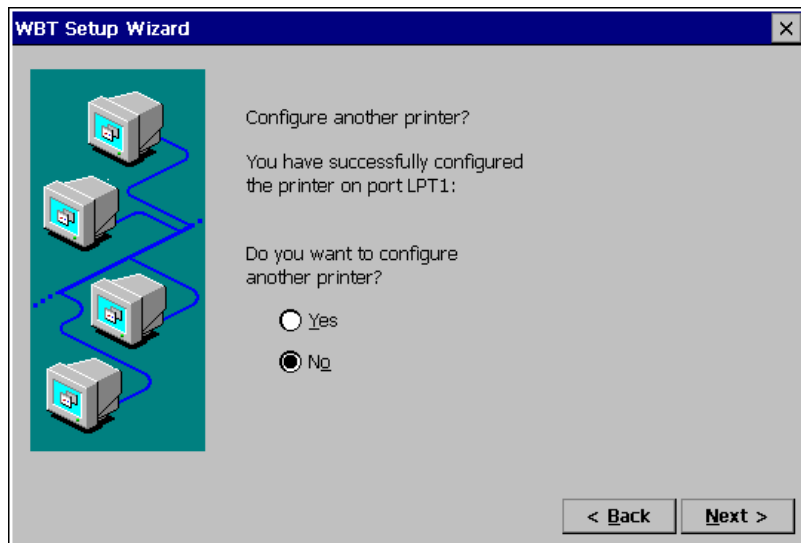 WBT Setup Wizard
Configure another printer?
You have successfully configured
the printer on port LPT1:
Do you want to configure
another printer?
Yes
No
< Back
Next >